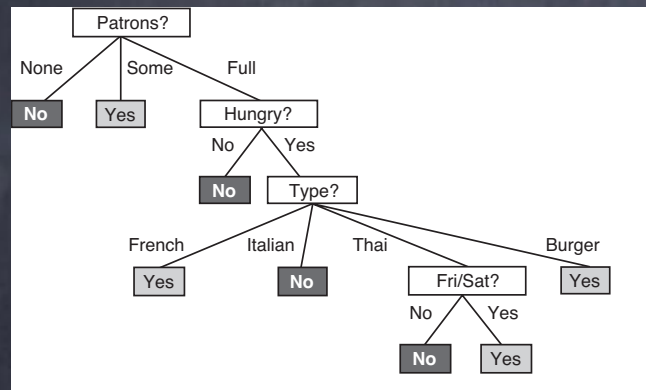 Patrons?
None Some Full
No Yes Hungry?
No Yes
No Type?
French Italian Thai Burger
Yes No Fri/Sat? Yes
No Yes
No Yes